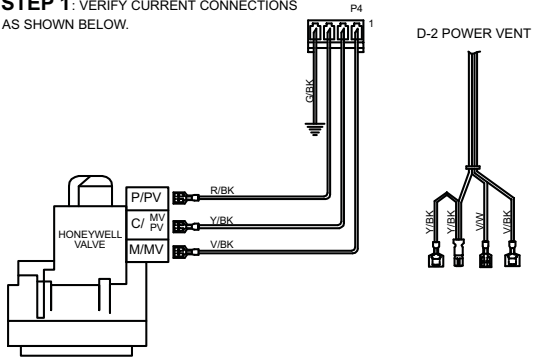 STEP 1: VERIFY CURRENT CONNECTIONS
AS SHOWN BELOW.
P4
1
D-2 POWER VENT
G/BK
P/PV
R/BK
C/ MV
PV
Y/BK
M/MV
V/BK
HONEYWELL
VALVE
Y/BK
Y/BK
V/W
V/BK